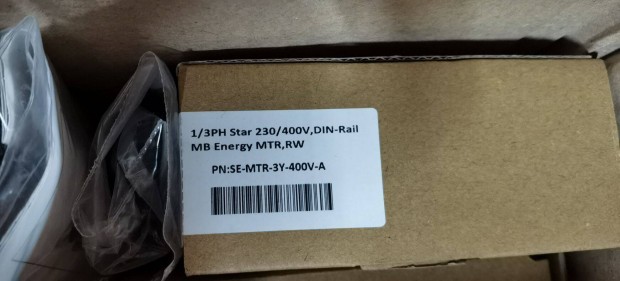 1/3PH Star 230/400V,DIN-Rail
MB Energy MTR,RW
PN:SE-MTR-3Y-400V-A